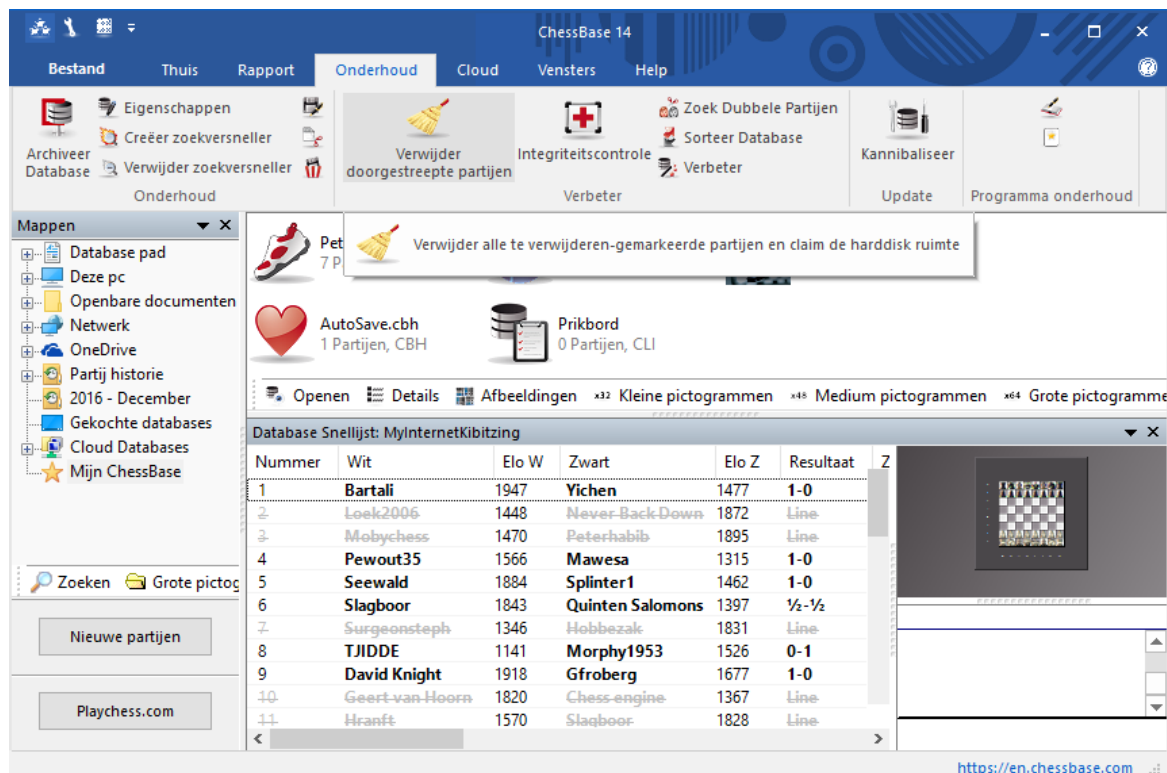 ChessBase 14
Bestand Thuis Rapport Onderhoud Cloud Vensters Help
Archiveer Database
Eigenschappen
Creëer zoekversneller
Verwijder zoekversneller
Onderhoud
Verwijder
doorgestreepte partijen
Integriteitscontrole
Zoek Dubbele Partijen
Sorteer Database
Verbeter
Verbeter
Kannibaliseer
Update
Programma onderhoud
Verwijder alle te verwijderen-gemarkeerde partijen en claim de harddisk ruimte
Mappen
Database pad
Deze pc
Openbare documenten
Netwerk
OneDrive
Partij historie
2016 - December
Gekochte databases
Cloud Databases
Mijn ChessBase
Zoeken Grote pictog
Nieuwe partijen
Playchess.com
Pet
7 P
AutoSave.cbh
1 Partijen, CBH
Prikbord
0 Partijen, CLI
Openen Details Afbeeldingen x32 Kleine pictogrammen x48 Medium pictogrammen x64 Grote pictogramme
Database Snellijst: MyInternetKibitzing
Nummer Wit Elo W Zwart Elo Z Resultaat Z
1 Bartali 1947 Yichen 1477 1-0
2 Loek2006 1448 Never Back Down 1872 Line
3 Mobychess 1470 Peterhabib 1895 Line
4 Pewout35 1566 Mawesa 1315 1-0
5 Seewald 1884 Splinter1 1462 1-0
6 Slagboor 1843 Quinten Salomons 1397 ½-½
7 Surgeonsteph 1346 Hobbezak 1831 Line
8 TJIDDE 1141 Morphy1953 1526 0-1
9 David Knight 1918 Gfroberg 1677 1-0
10 Geert van Hoorn 1820 Chess engine 1367 Line
11 Hranft 1570 Slagboor 1828 Line
https://en.chessbase.com